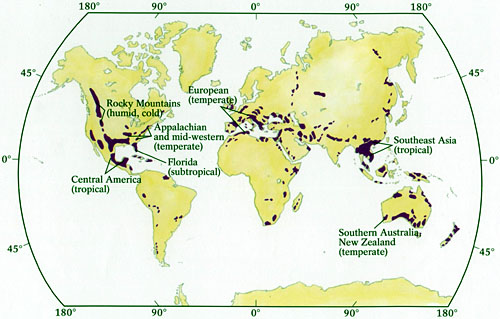 180°
90°
0°
90°
180°
45°
45°
European
(temperate)
Rocky Mountains
(humid, cold)
Appalachian
and mid-western
(temperate)
Southeast Asia
(tropical)
0°
0°
Florida
(subtropical)
Central America
(tropical)
Southern Australia,
New Zealand
(temperate)
45°
45°
180°
90°
0°
90°
180°